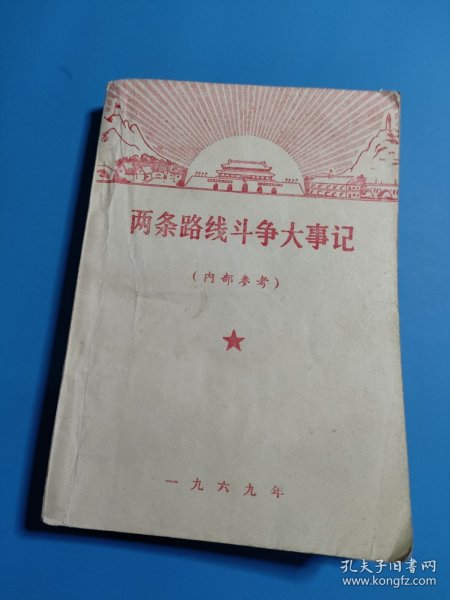 两条路线斗争大事记
(内部参考)
一九六九年
孔夫子旧书网
www.kongfz.com